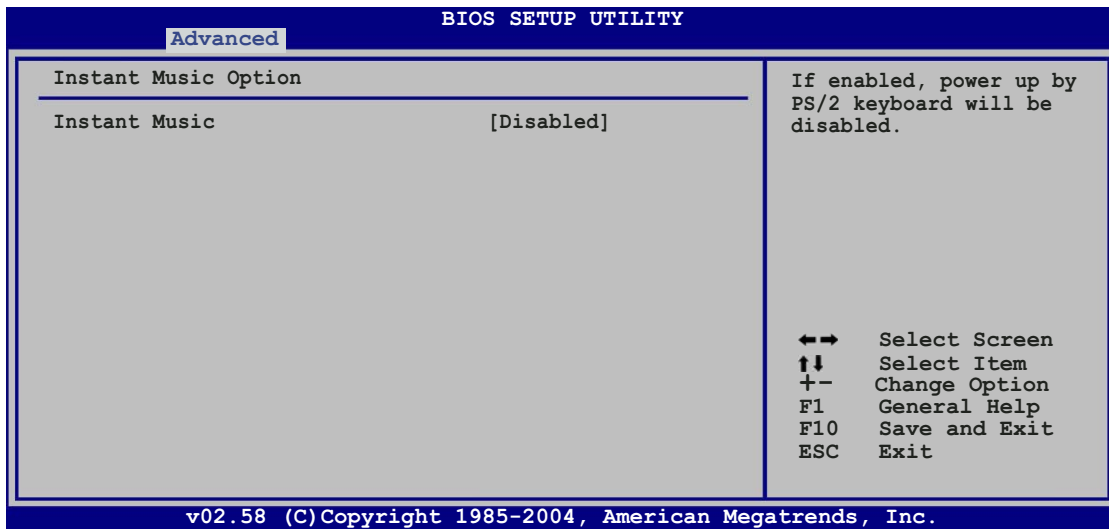 BIOS SETUP UTILITY
Advanced
Instant Music Option
Instant Music [Disabled]
If enabled, power up by
PS/2 keyboard will be
disabled.
←→ Select Screen
↑↓ Select Item
+- Change Option
F1 General Help
F10 Save and Exit
ESC Exit
v02.58 (C)Copyright 1985-2004, American Megatrends, Inc.